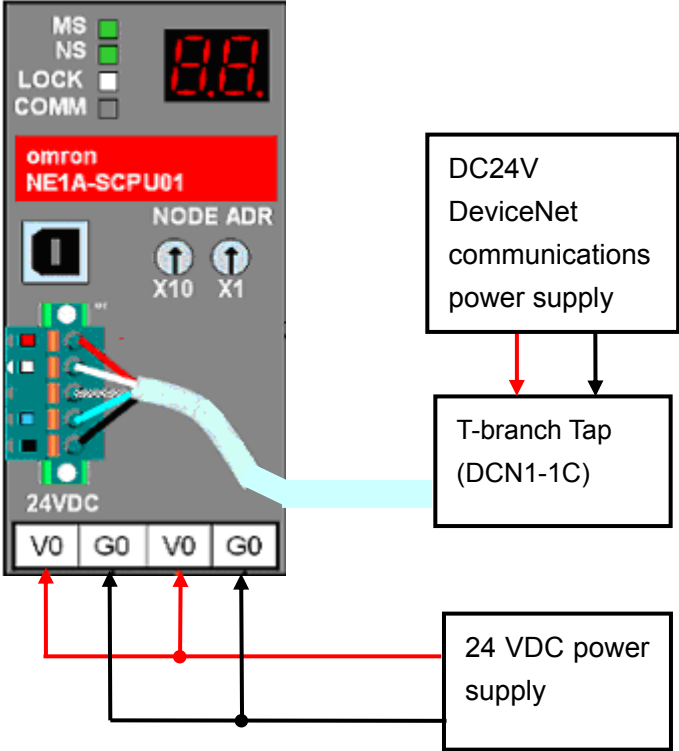 MS
NS
LOCK
COMM
88.
omron
NE1A-SCPU01
NODE ADR
X10 X1
24VDC
V0 G0 V0 G0
DC24V
DeviceNet
communications
power supply
T-branch Tap
(DCN1-1C)
24 VDC power
supply